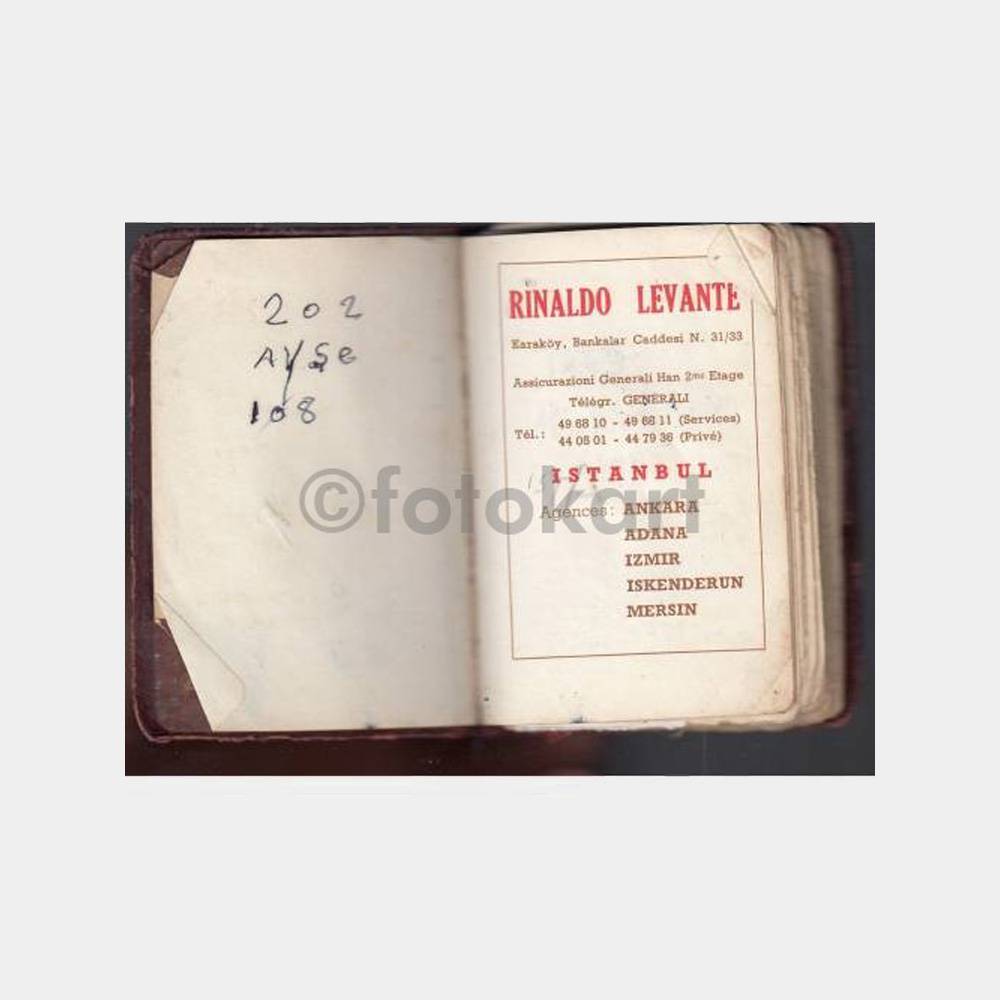 202
AYŞe
108
RINALDO LEVANTE
Karaköy, Bankalar Caddesi N. 31/33
Assicurazioni Generali Han 2me Etage
Télégr. GENERALI
Tél.: 49 68 10 - 49 68 11 (Services)
44 05 01 - 44 79 36 (Privé)
ISTANBUL
Agences: ANKARA
ADANA
IZMIR
ISKENDERUN
MERSIN
©fotokart